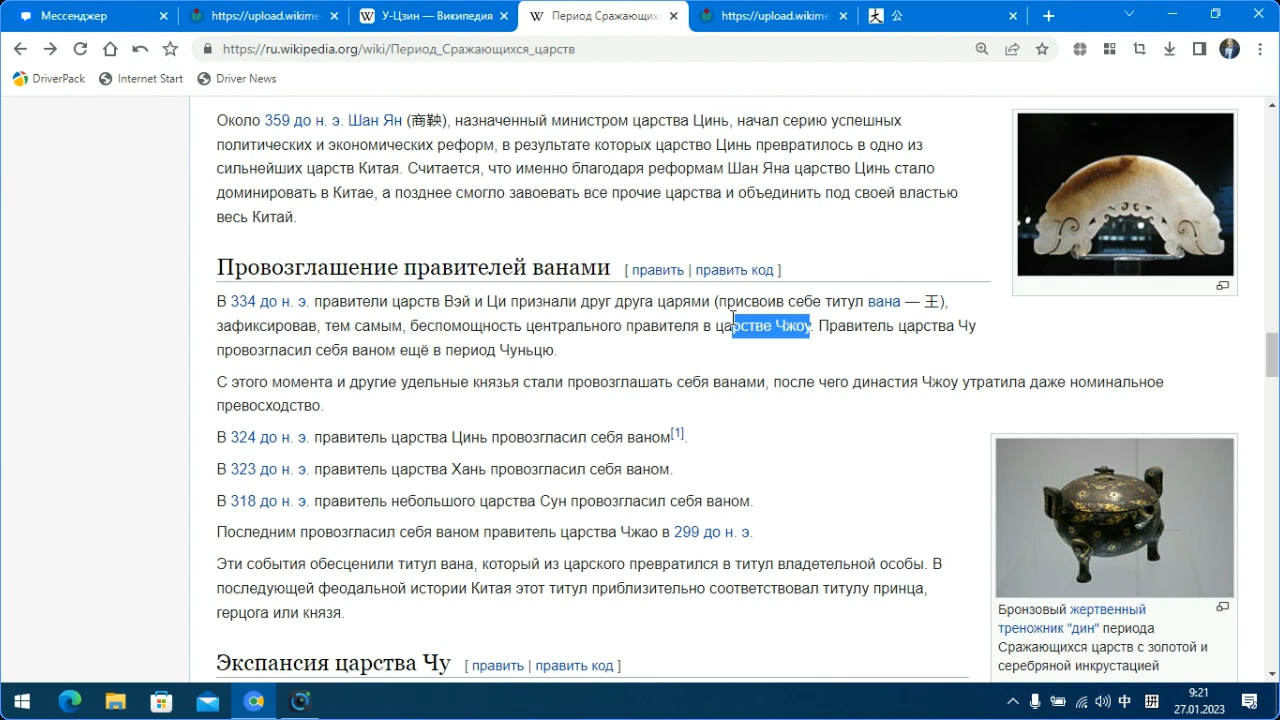 Мессенджер
https://upload.wikime
У-Цзин — Википедия
Период Сражающихс
https://upload.wikime
公
https://ru.wikipedia.org/wiki/Период_Сражающихся_царств
DriverPack
Internet Start
Driver News
Около 359 до н. э. Шан Ян (商鞅), назначенный министром царства Цинь, начал серию успешных
политических и экономических реформ, в результате которых царство Цинь превратилось в одно из
сильнейших царств Китая. Считается, что именно благодаря реформам Шан Яна царство Цинь стало
доминировать в Китае, а позднее смогло завоевать все прочие царства и объединить под своей властью
весь Китай.
Провозглашение правителей ванами [ править | править код ]
В 334 до н. э. правители царств Вэй и Ци признали друг друга царями (присвоив себе титул вана — 王),
зафиксировав, тем самым, беспомощность центрального правителя в царстве Чжоу. Правитель царства Чу
провозгласил себя ваном ещё в период Чуньцю.
С этого момента и другие удельные князья стали провозглашать себя ванами, после чего династия Чжоу утратила даже номинальное
превосходство.
В 324 до н. э. правитель царства Цинь провозгласил себя ваном[1].
В 323 до н. э. правитель царства Хань провозгласил себя ваном.
В 318 до н. э. правитель небольшого царства Сун провозгласил себя ваном.
Последним провозгласил себя ваном правитель царства Чжао в 299 до н. э.
Эти события обесценили титул вана, который из царского превратился в титул владетельной особы. В
последующей феодальной истории Китая этот титул приблизительно соответствовал титулу принца,
герцога или князя.
Бронзовый жертвенный
треножник "дин" периода
Сражающихся царств с золотой и
серебряной инкрустацией
Экспансия царства Чу [ править | править код ]
中
拼
9:21
27.01.2023